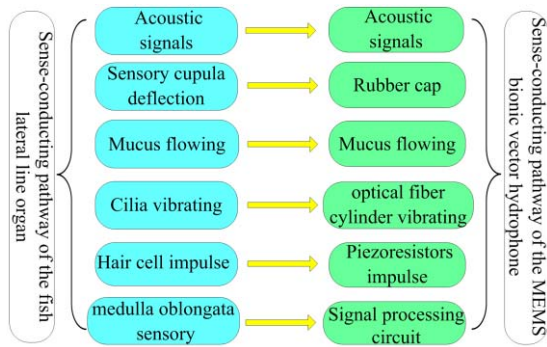 Sense-conducting pathway of the fish
lateral line organ
Acoustic
signals
Acoustic
signals
Sensory cupula
deflection
Rubber cap
Mucus flowing
Mucus flowing
Cilia vibrating
optical fiber
cylinder vibrating
Hair cell impulse
Piezoresistors
impulse
medulla oblongata
sensory
Signal processing
circuit
Sense-conducting pathway of the MEMS
bionic vector hydrophone